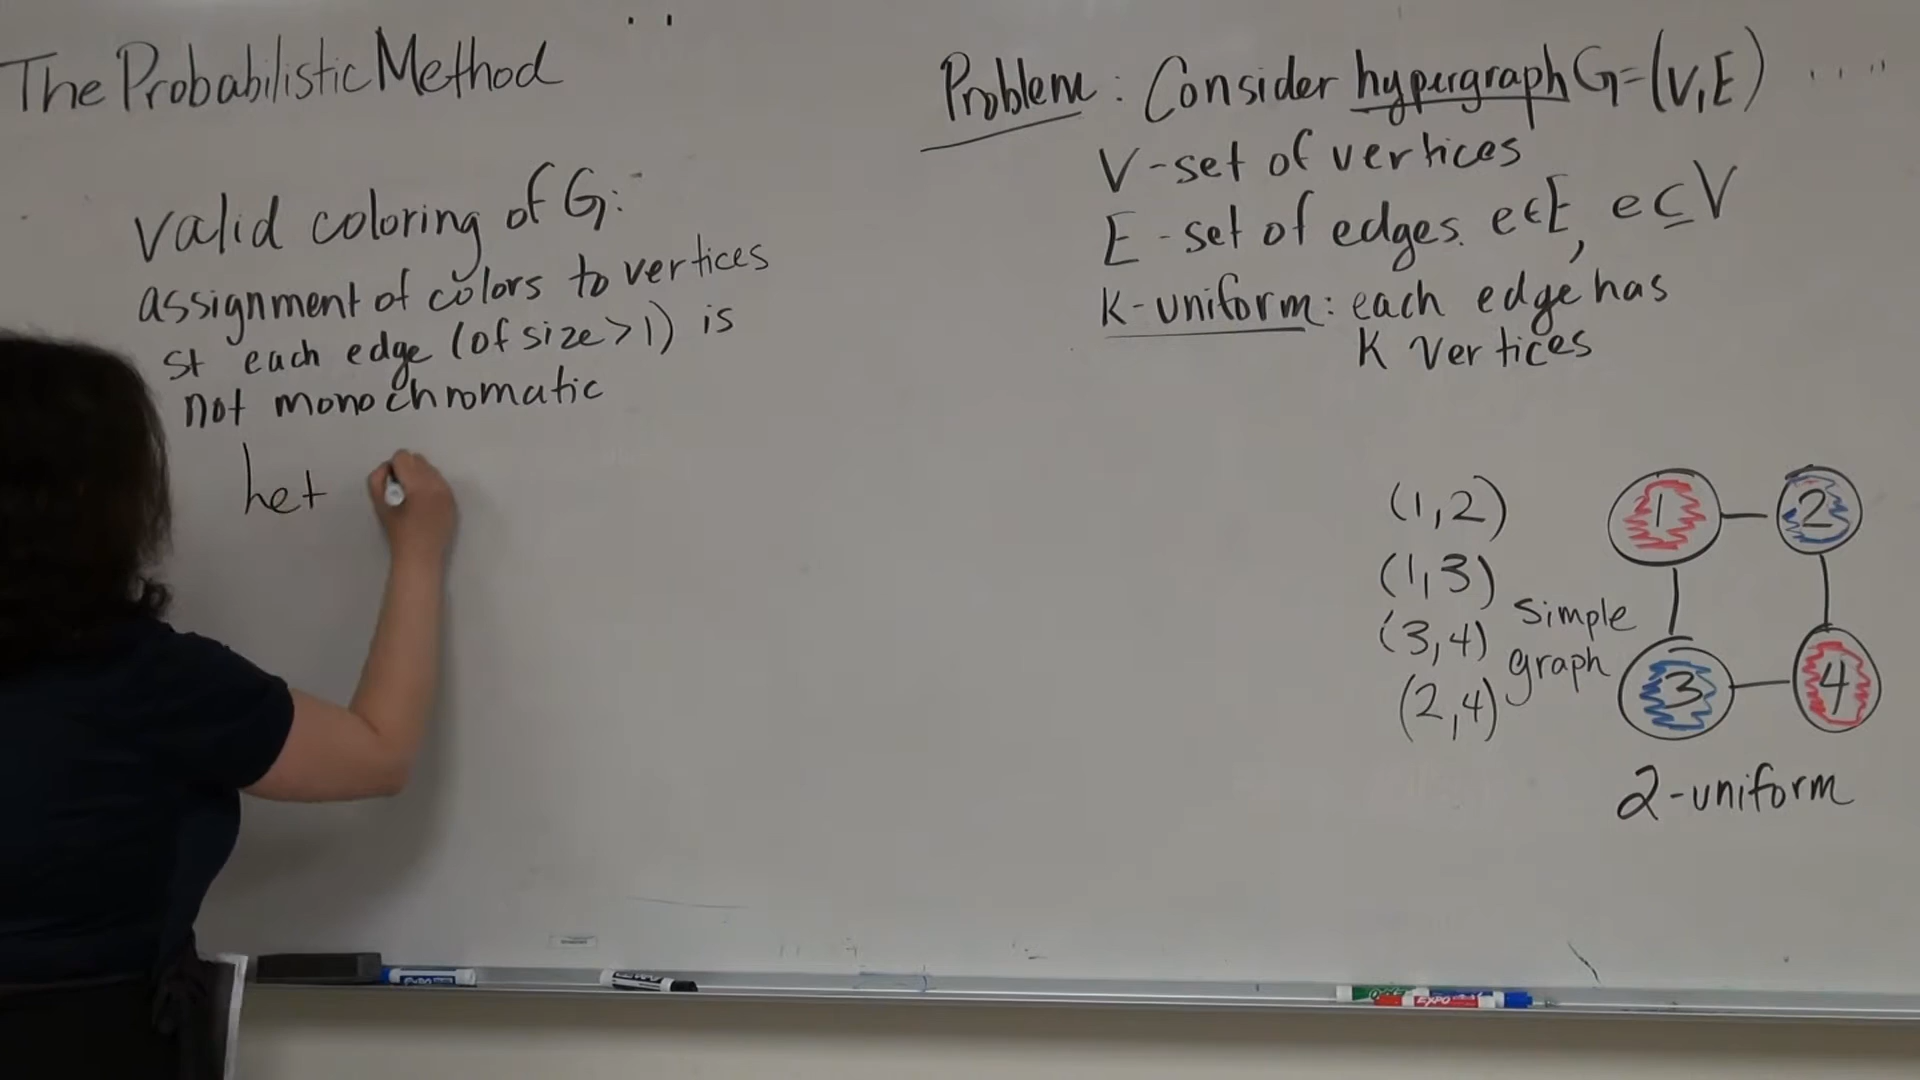 The Probabilistic Method
valid coloring of G:
assignment of colors to vertices
st each edge (of size > 1) is
not monochromatic
Let
Problem: Consider hypergraph G=(V,E)
V-set of vertices
E-set of edges. e∈E, e⊆V
K-uniform: each edge has
K vertices
(1,2)
(1,3)
(3,4)
(2,4)
simple
graph
1
2
3
4
2-uniform
EXPO
EXPO